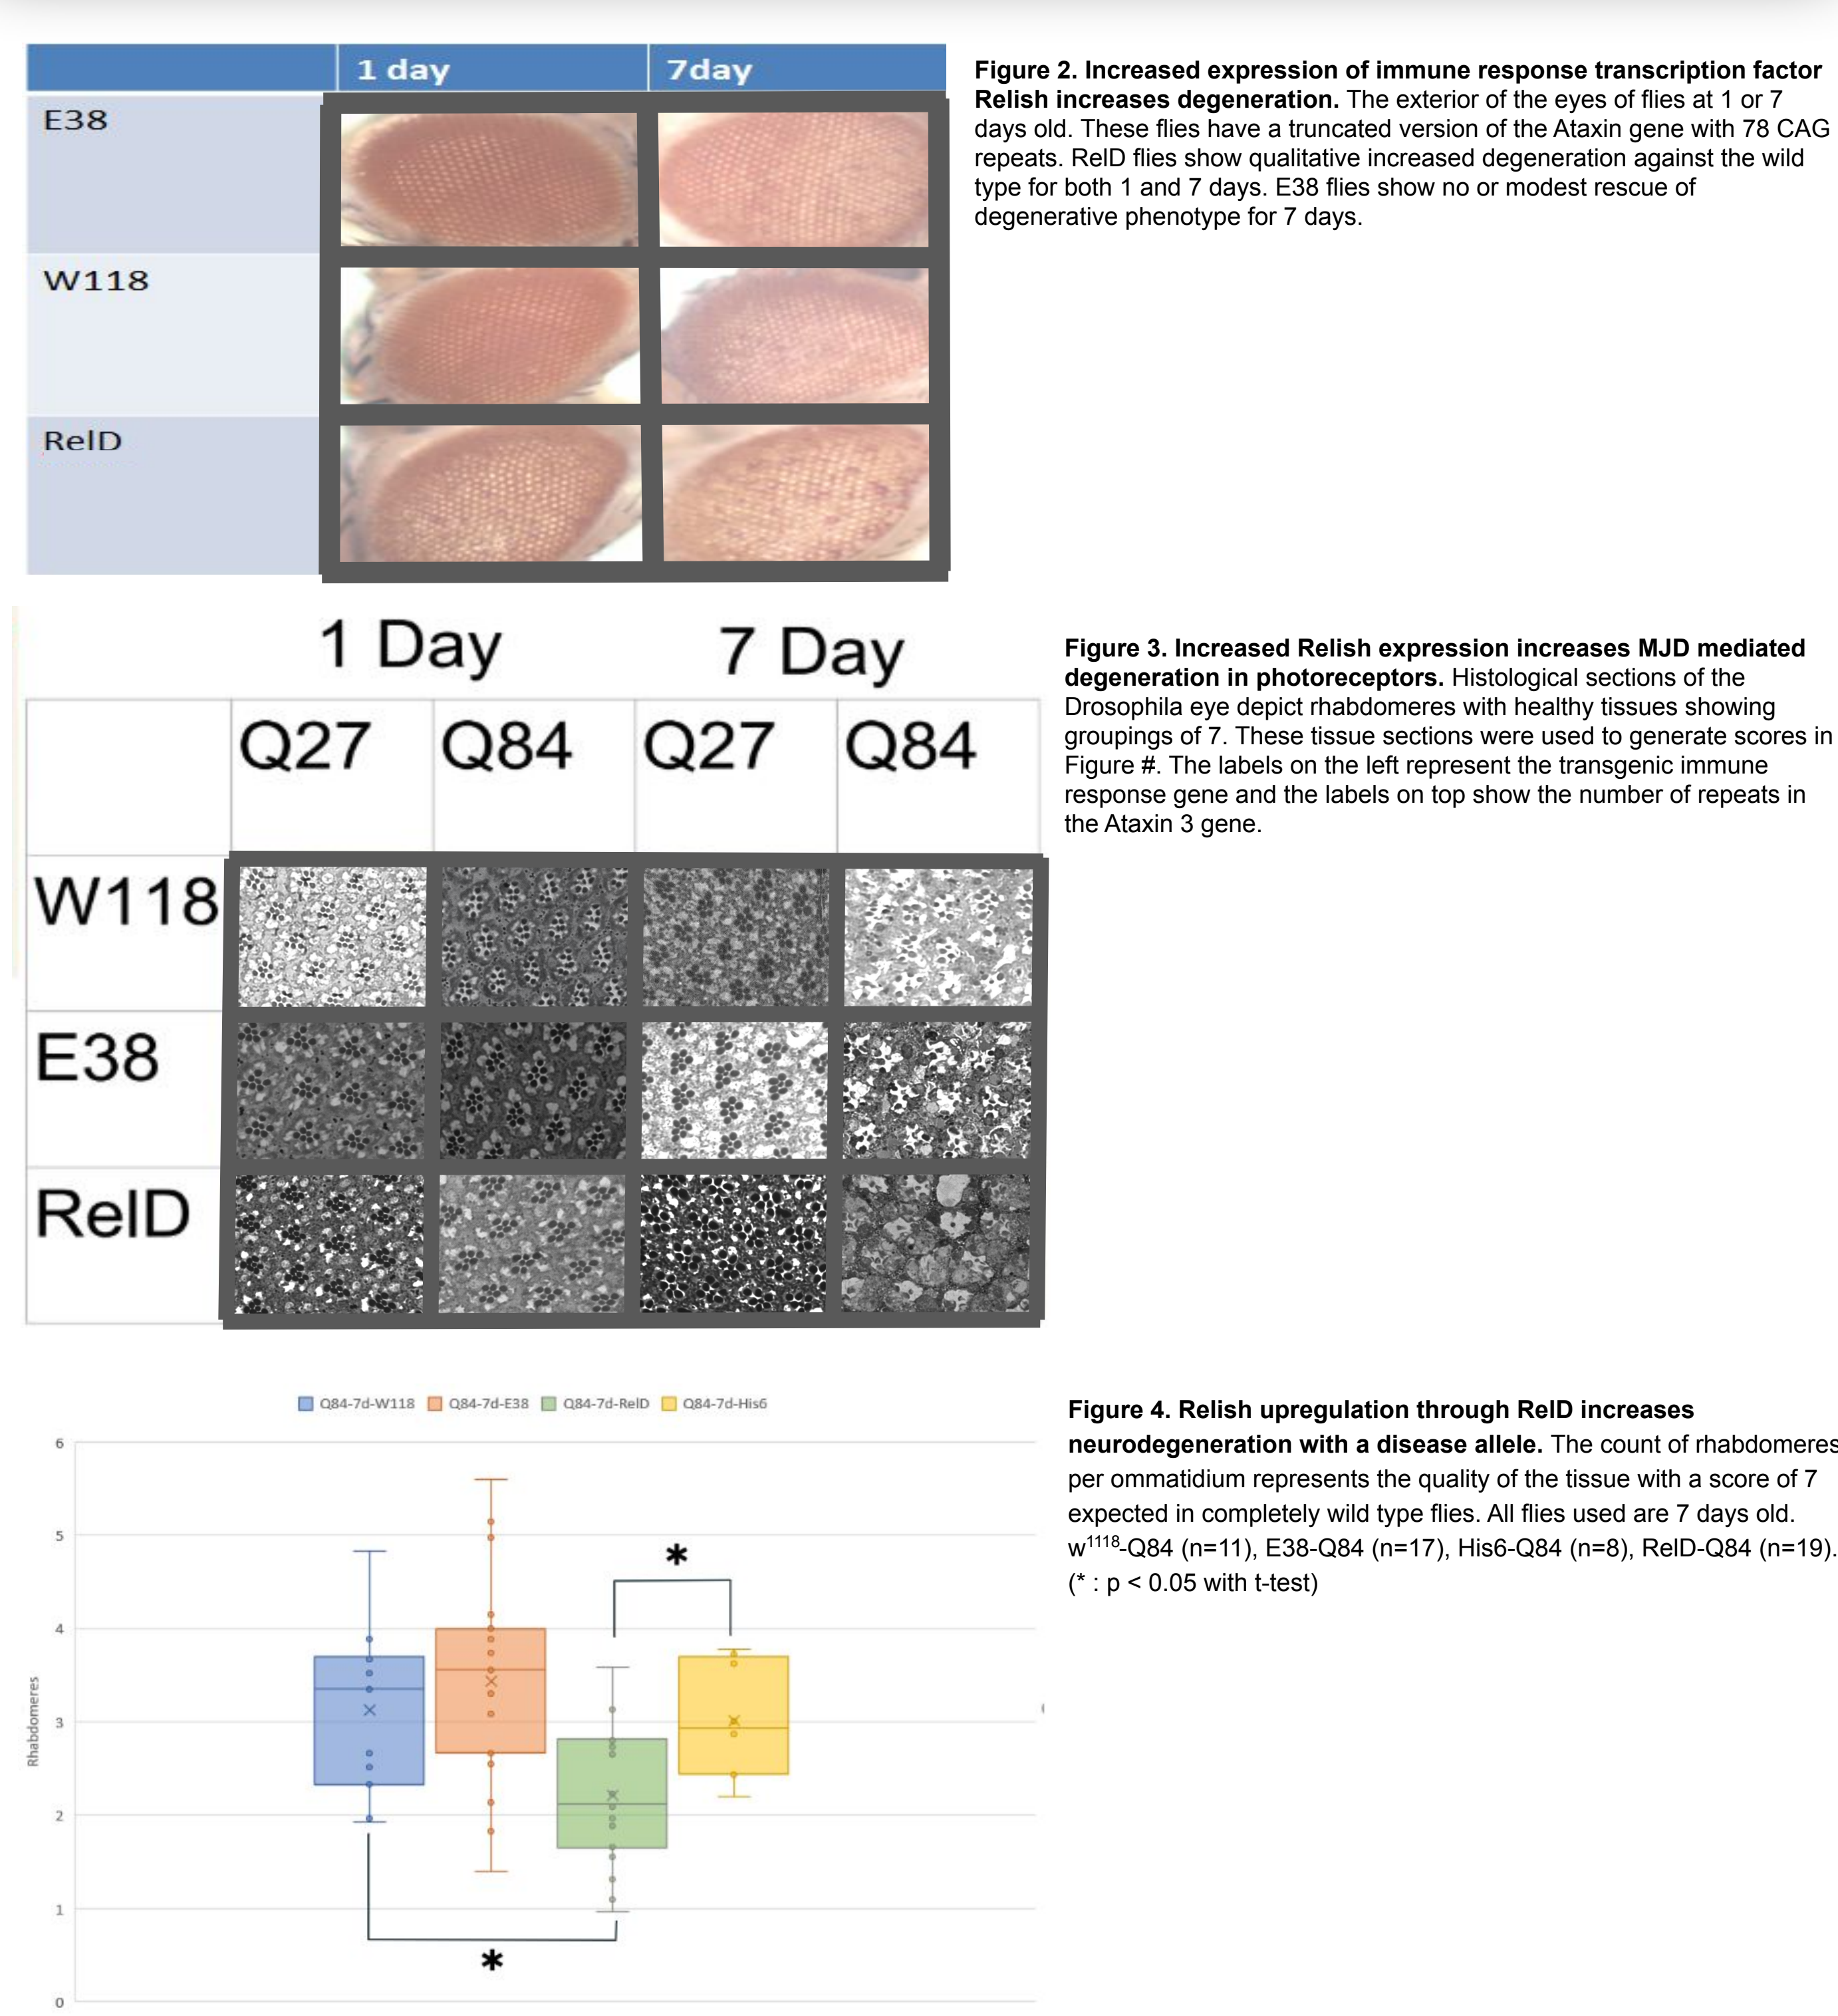 1 day 7day
E38
W118
RelD
Figure 2. Increased expression of immune response transcription factor
Relish increases degeneration. The exterior of the eyes of flies at 1 or 7
days old. These flies have a truncated version of the Ataxin gene with 78 CAG
repeats. RelD flies show qualitative increased degeneration against the wild
type for both 1 and 7 days. E38 flies show no or modest rescue of
degenerative phenotype for 7 days.
1 Day 7 Day
Q27 Q84 Q27 Q84
W118
E38
RelD
Figure 3. Increased Relish expression increases MJD mediated
degeneration in photoreceptors. Histological sections of the
Drosophila eye depict rhabdomeres with healthy tissues showing
groupings of 7. These tissue sections were used to generate scores in
Figure #. The labels on the left represent the transgenic immune
response gene and the labels on top show the number of repeats in
the Ataxin 3 gene.
Q84-7d-W118 Q84-7d-E38 Q84-7d-RelD Q84-7d-His6
6
5
4
3
2
1
0
Rhabdomeres
*
*
Figure 4. Relish upregulation through RelD increases
neurodegeneration with a disease allele. The count of rhabdomeres
per ommatidium represents the quality of the tissue with a score of 7
expected in completely wild type flies. All flies used are 7 days old.
w¹¹¹⁸-Q84 (n=11), E38-Q84 (n=17), His6-Q84 (n=8), RelD-Q84 (n=19).
(* : p < 0.05 with t-test)